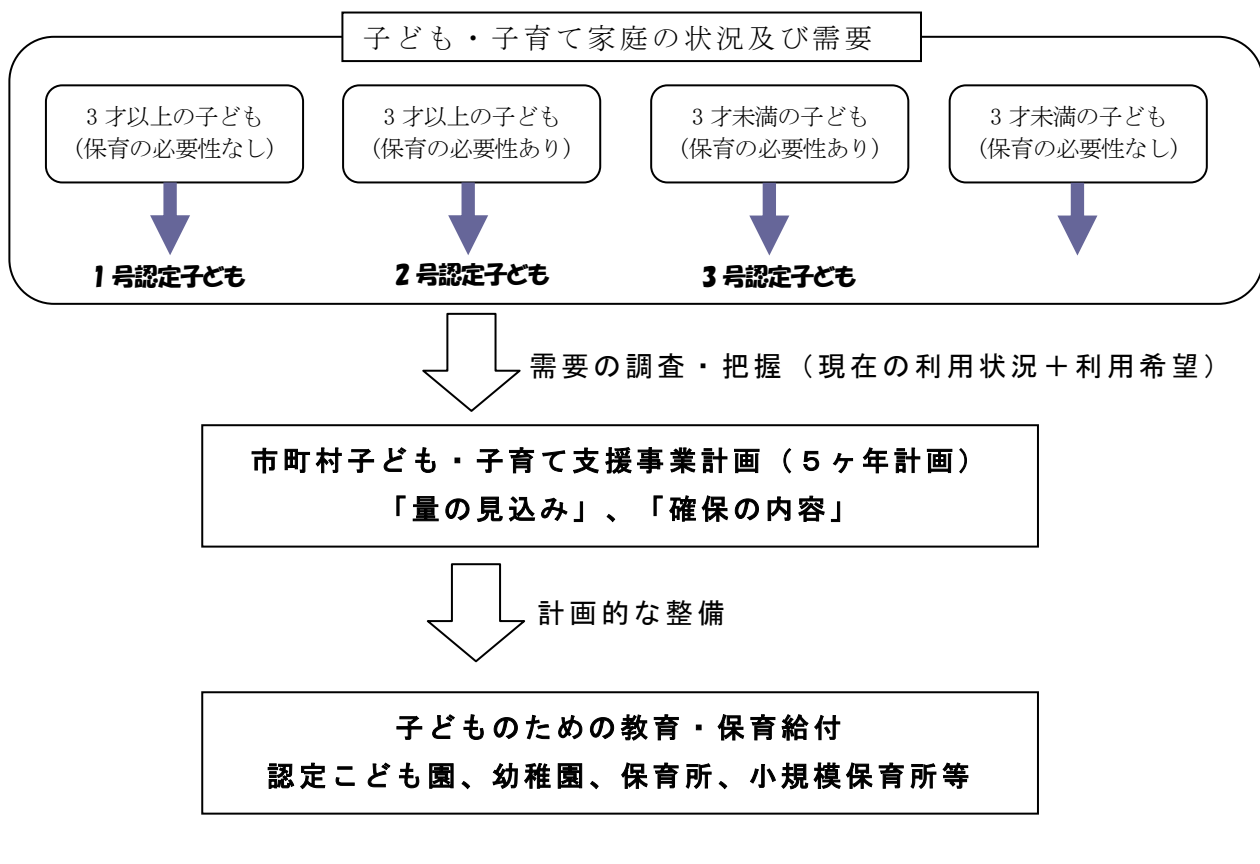 子ども・子育て家庭の状況及び需要
3才以上の子ども
(保育の必要性なし)
3才以上の子ども
(保育の必要性あり)
3才未満の子ども
(保育の必要性あり)
3才未満の子ども
(保育の必要性なし)
1号認定子ども
2号認定子ども
3号認定子ども
需要の調査・把握（現在の利用状況＋利用希望）
市町村子ども・子育て支援事業計画（５ヶ年計画）
「量の見込み」、「確保の内容」
計画的な整備
子どものための教育・保育給付
認定こども園、幼稚園、保育所、小規模保育所等